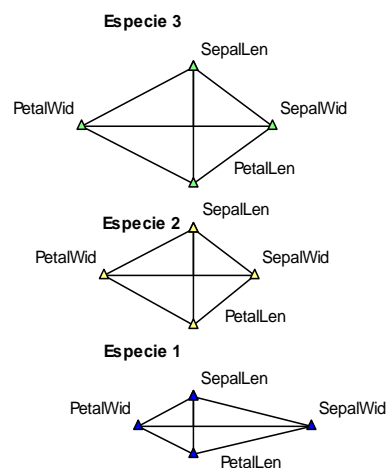 Especie 3
SepalLen
PetalWid
SepalWid
PetalLen
Especie 2
SepalLen
PetalWid
SepalWid
PetalLen
Especie 1
SepalLen
PetalWid
SepalWid
PetalLen